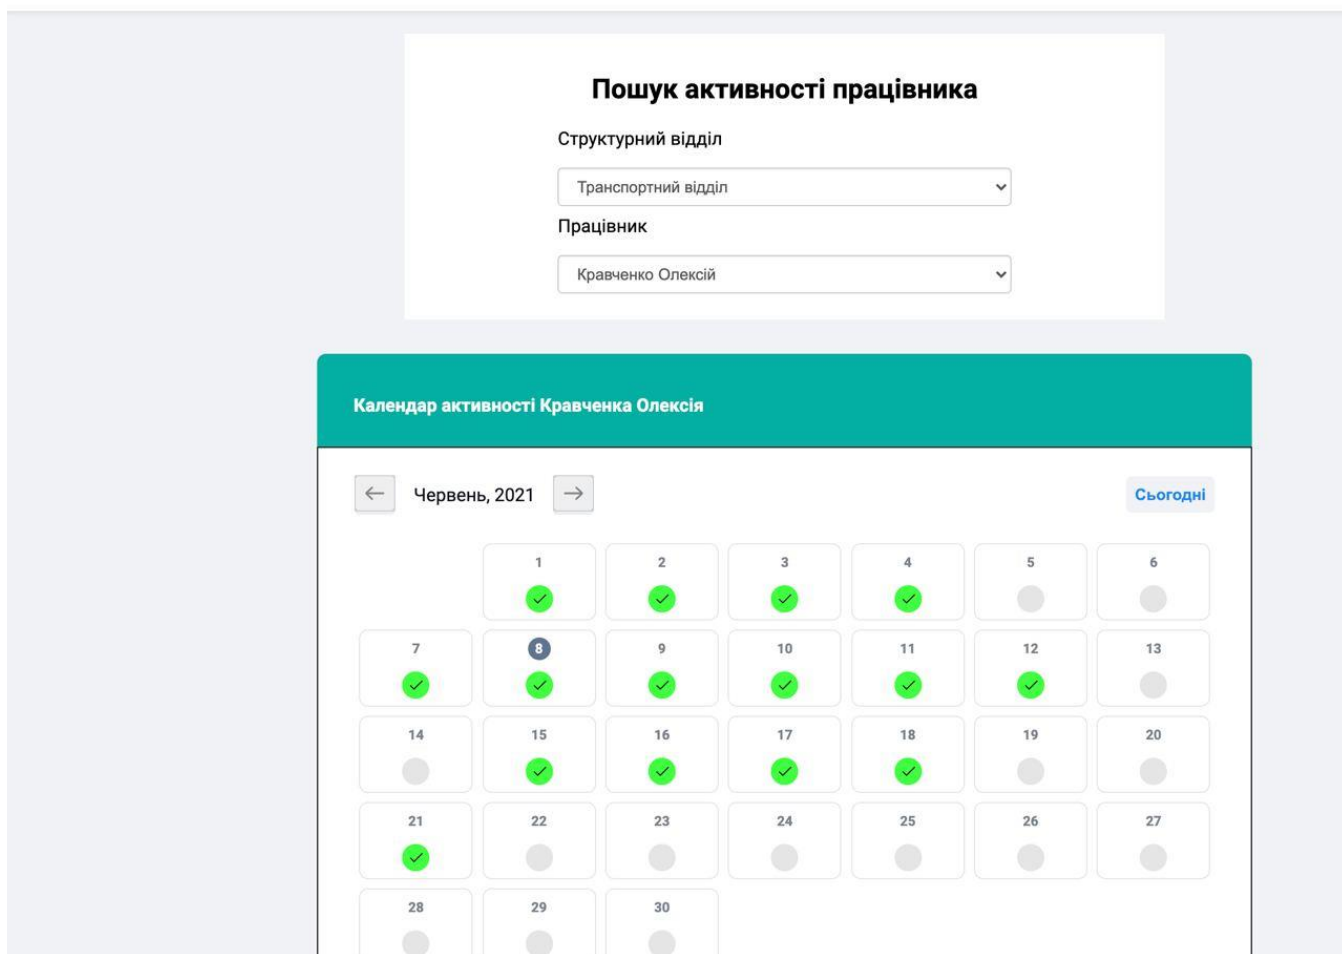 Пошук активності працівника
Структурний відділ
Транспортний відділ
Працівник
Кравченко Олексій
Календар активності Кравченка Олексія
Червень, 2021
Сьогодні
1 2 3 4 5 6
7 8 9 10 11 12 13
14 15 16 17 18 19 20
21 22 23 24 25 26 27
28 29 30